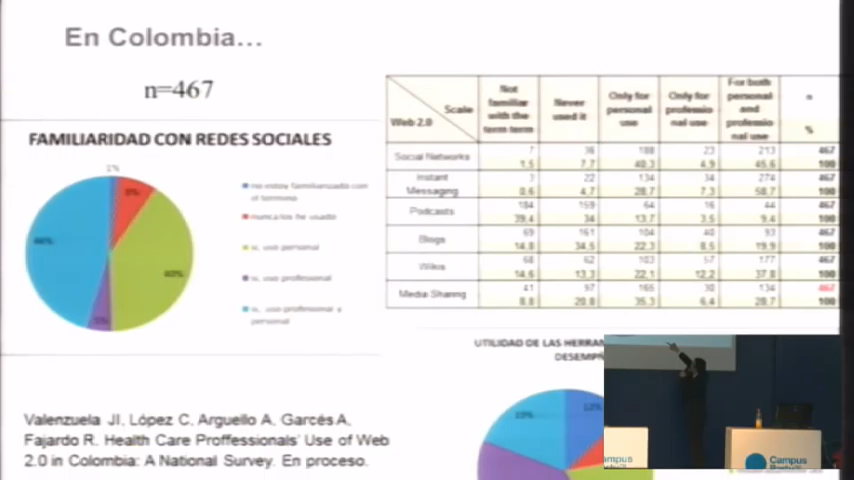 En Colombia...
n=467
FAMILIARIDAD CON REDES SOCIALES
1%
8%
40%
5%
46%
no estoy familiarizado con
el termino
nunca los he usado
si, uso personal
si, uso profesional
si, uso profesional y
personal
Scale
Web 2.0
Not familiar with the term term
Never used it
Only for personal use
Only for professio nal use
For both personal and professio nal use
n
%
Social Networks 7 36 188 23 213 467
1,5 7,7 40,3 4,9 45,6 100
Instant Messaging 3 22 134 34 274 467
0,6 4,7 28,7 7,3 58,7 100
Podcasts 184 159 64 16 44 467
39,4 34 13,7 3,5 9,4 100
Blogs 69 161 104 40 93 467
14,8 34,5 22,3 8,5 19,9 100
Wikis 68 62 103 57 177 467
14,6 13,3 22,1 12,2 37,8 100
Media Sharing 41 97 165 30 134 467
8,8 20,8 35,3 6,4 28,7 100
UTILIDAD DE LAS
12%
Valenzuela JI, López C, Arguello A, Garcés A,
Fajardo R. Health Care Proffessionals' Use of Web
2.0 in Colombia: A National Survey. En proceso.
Campus